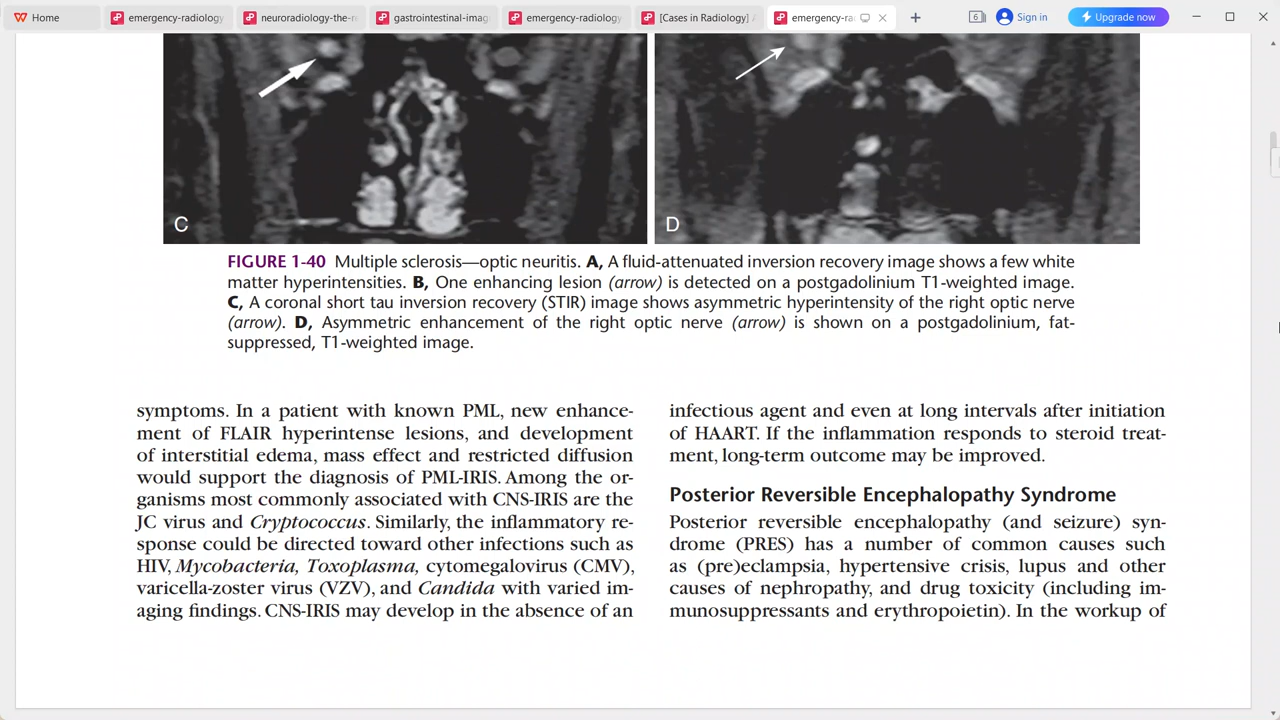 Home
emergency-radiology
neuroradiology-the-r
gastrointestinal-imag
emergency-radiology
[Cases in Radiology]
emergency-ra
6
Sign in
Upgrade now
C
D
FIGURE 1-40 Multiple sclerosis—optic neuritis. A, A fluid-attenuated inversion recovery image shows a few white
matter hyperintensities. B, One enhancing lesion (arrow) is detected on a postgadolinium T1-weighted image.
C, A coronal short tau inversion recovery (STIR) image shows asymmetric hyperintensity of the right optic nerve
(arrow). D, Asymmetric enhancement of the right optic nerve (arrow) is shown on a postgadolinium, fat-
suppressed, T1-weighted image.
symptoms. In a patient with known PML, new enhance-
ment of FLAIR hyperintense lesions, and development
of interstitial edema, mass effect and restricted diffusion
would support the diagnosis of PML-IRIS. Among the or-
ganisms most commonly associated with CNS-IRIS are the
JC virus and Cryptococcus. Similarly, the inflammatory re-
sponse could be directed toward other infections such as
HIV, Mycobacteria, Toxoplasma, cytomegalovirus (CMV),
varicella-zoster virus (VZV), and Candida with varied im-
aging findings. CNS-IRIS may develop in the absence of an
infectious agent and even at long intervals after initiation
of HAART. If the inflammation responds to steroid treat-
ment, long-term outcome may be improved.
Posterior Reversible Encephalopathy Syndrome
Posterior reversible encephalopathy (and seizure) syn-
drome (PRES) has a number of common causes such
as (pre)eclampsia, hypertensive crisis, lupus and other
causes of nephropathy, and drug toxicity (including im-
munosuppressants and erythropoietin). In the workup of